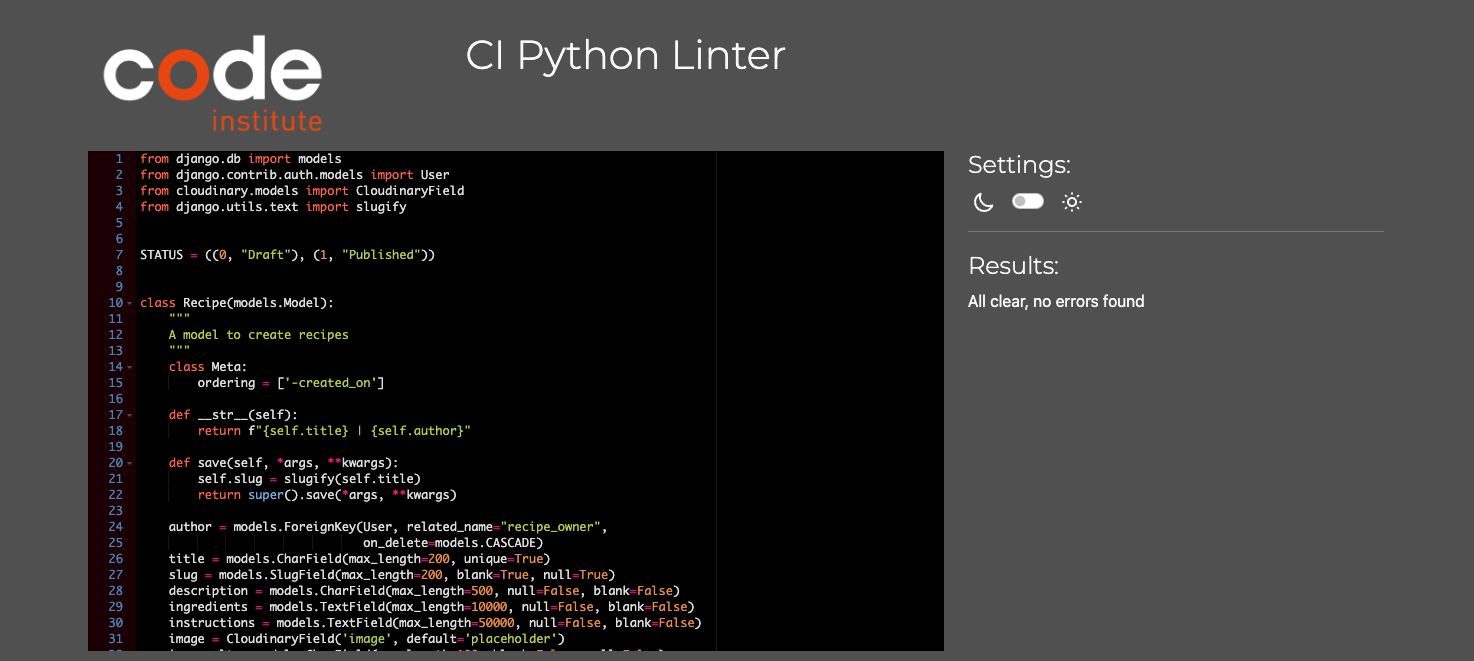 code
institute
CI Python Linter
1 from django.db import models
2 from django.contrib.auth.models import User
3 from cloudinary.models import CloudinaryField
4 from django.utils.text import slugify
5
6
7 STATUS = ((0, "Draft"), (1, "Published"))
8
9
10 class Recipe(models.Model):
11     """
12     A model to create recipes
13     """
14     class Meta:
15         ordering = ['-created_on']
16
17     def __str__(self):
18         return f"{self.title} | {self.author}"
19
20     def save(self, *args, **kwargs):
21         self.slug = slugify(self.title)
22         return super().save(*args, **kwargs)
23
24     author = models.ForeignKey(User, related_name="recipe_owner",
25                                on_delete=models.CASCADE)
26     title = models.CharField(max_length=200, unique=True)
27     slug = models.SlugField(max_length=200, blank=True, null=True)
28     description = models.CharField(max_length=500, null=False, blank=False)
29     ingredients = models.TextField(max_length=10000, null=False, blank=False)
30     instructions = models.TextField(max_length=50000, null=False, blank=False)
31     image = CloudinaryField('image', default='placeholder')
Settings:
Results:
All clear, no errors found